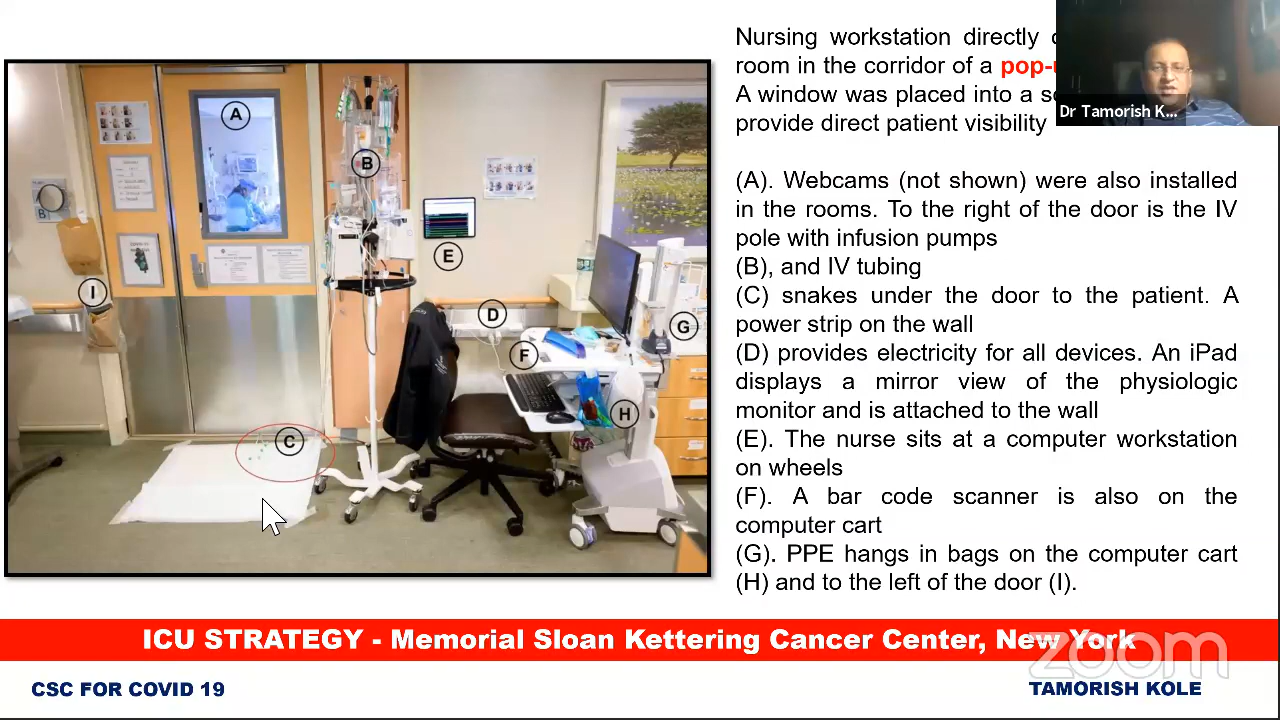 Nursing workstation directly
room in the corridor of a pop-
A window was placed into a
provide direct patient visibility
Dr Tamorish K...
(A). Webcams (not shown) were also installed
in the rooms. To the right of the door is the IV
pole with infusion pumps
(B), and IV tubing
(C) snakes under the door to the patient. A
power strip on the wall
(D) provides electricity for all devices. An iPad
displays a mirror view of the physiologic
monitor and is attached to the wall
(E). The nurse sits at a computer workstation
on wheels
(F). A bar code scanner is also on the
computer cart
(G). PPE hangs in bags on the computer cart
(H) and to the left of the door (I).
A
B
B
E
I
D
G
F
H
C
ICU STRATEGY - Memorial Sloan Kettering Cancer Center, New York
zoom
CSC FOR COVID 19
TAMORISH KOLE